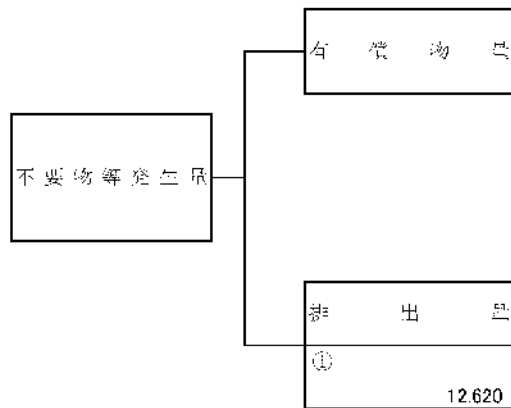 有償物量
不要物等発生量
排出量
①
12.620